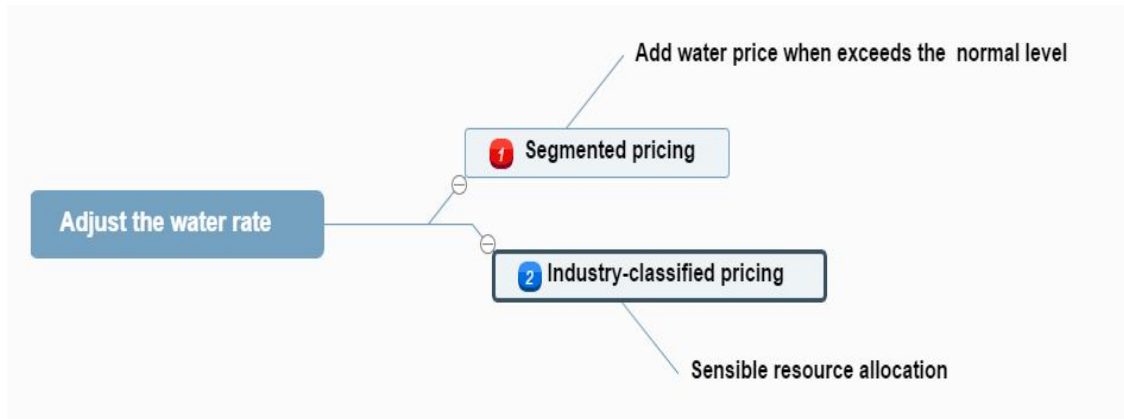 Add water price when exceeds the normal level
1 Segmented pricing
Adjust the water rate
2 Industry-classified pricing
Sensible resource allocation